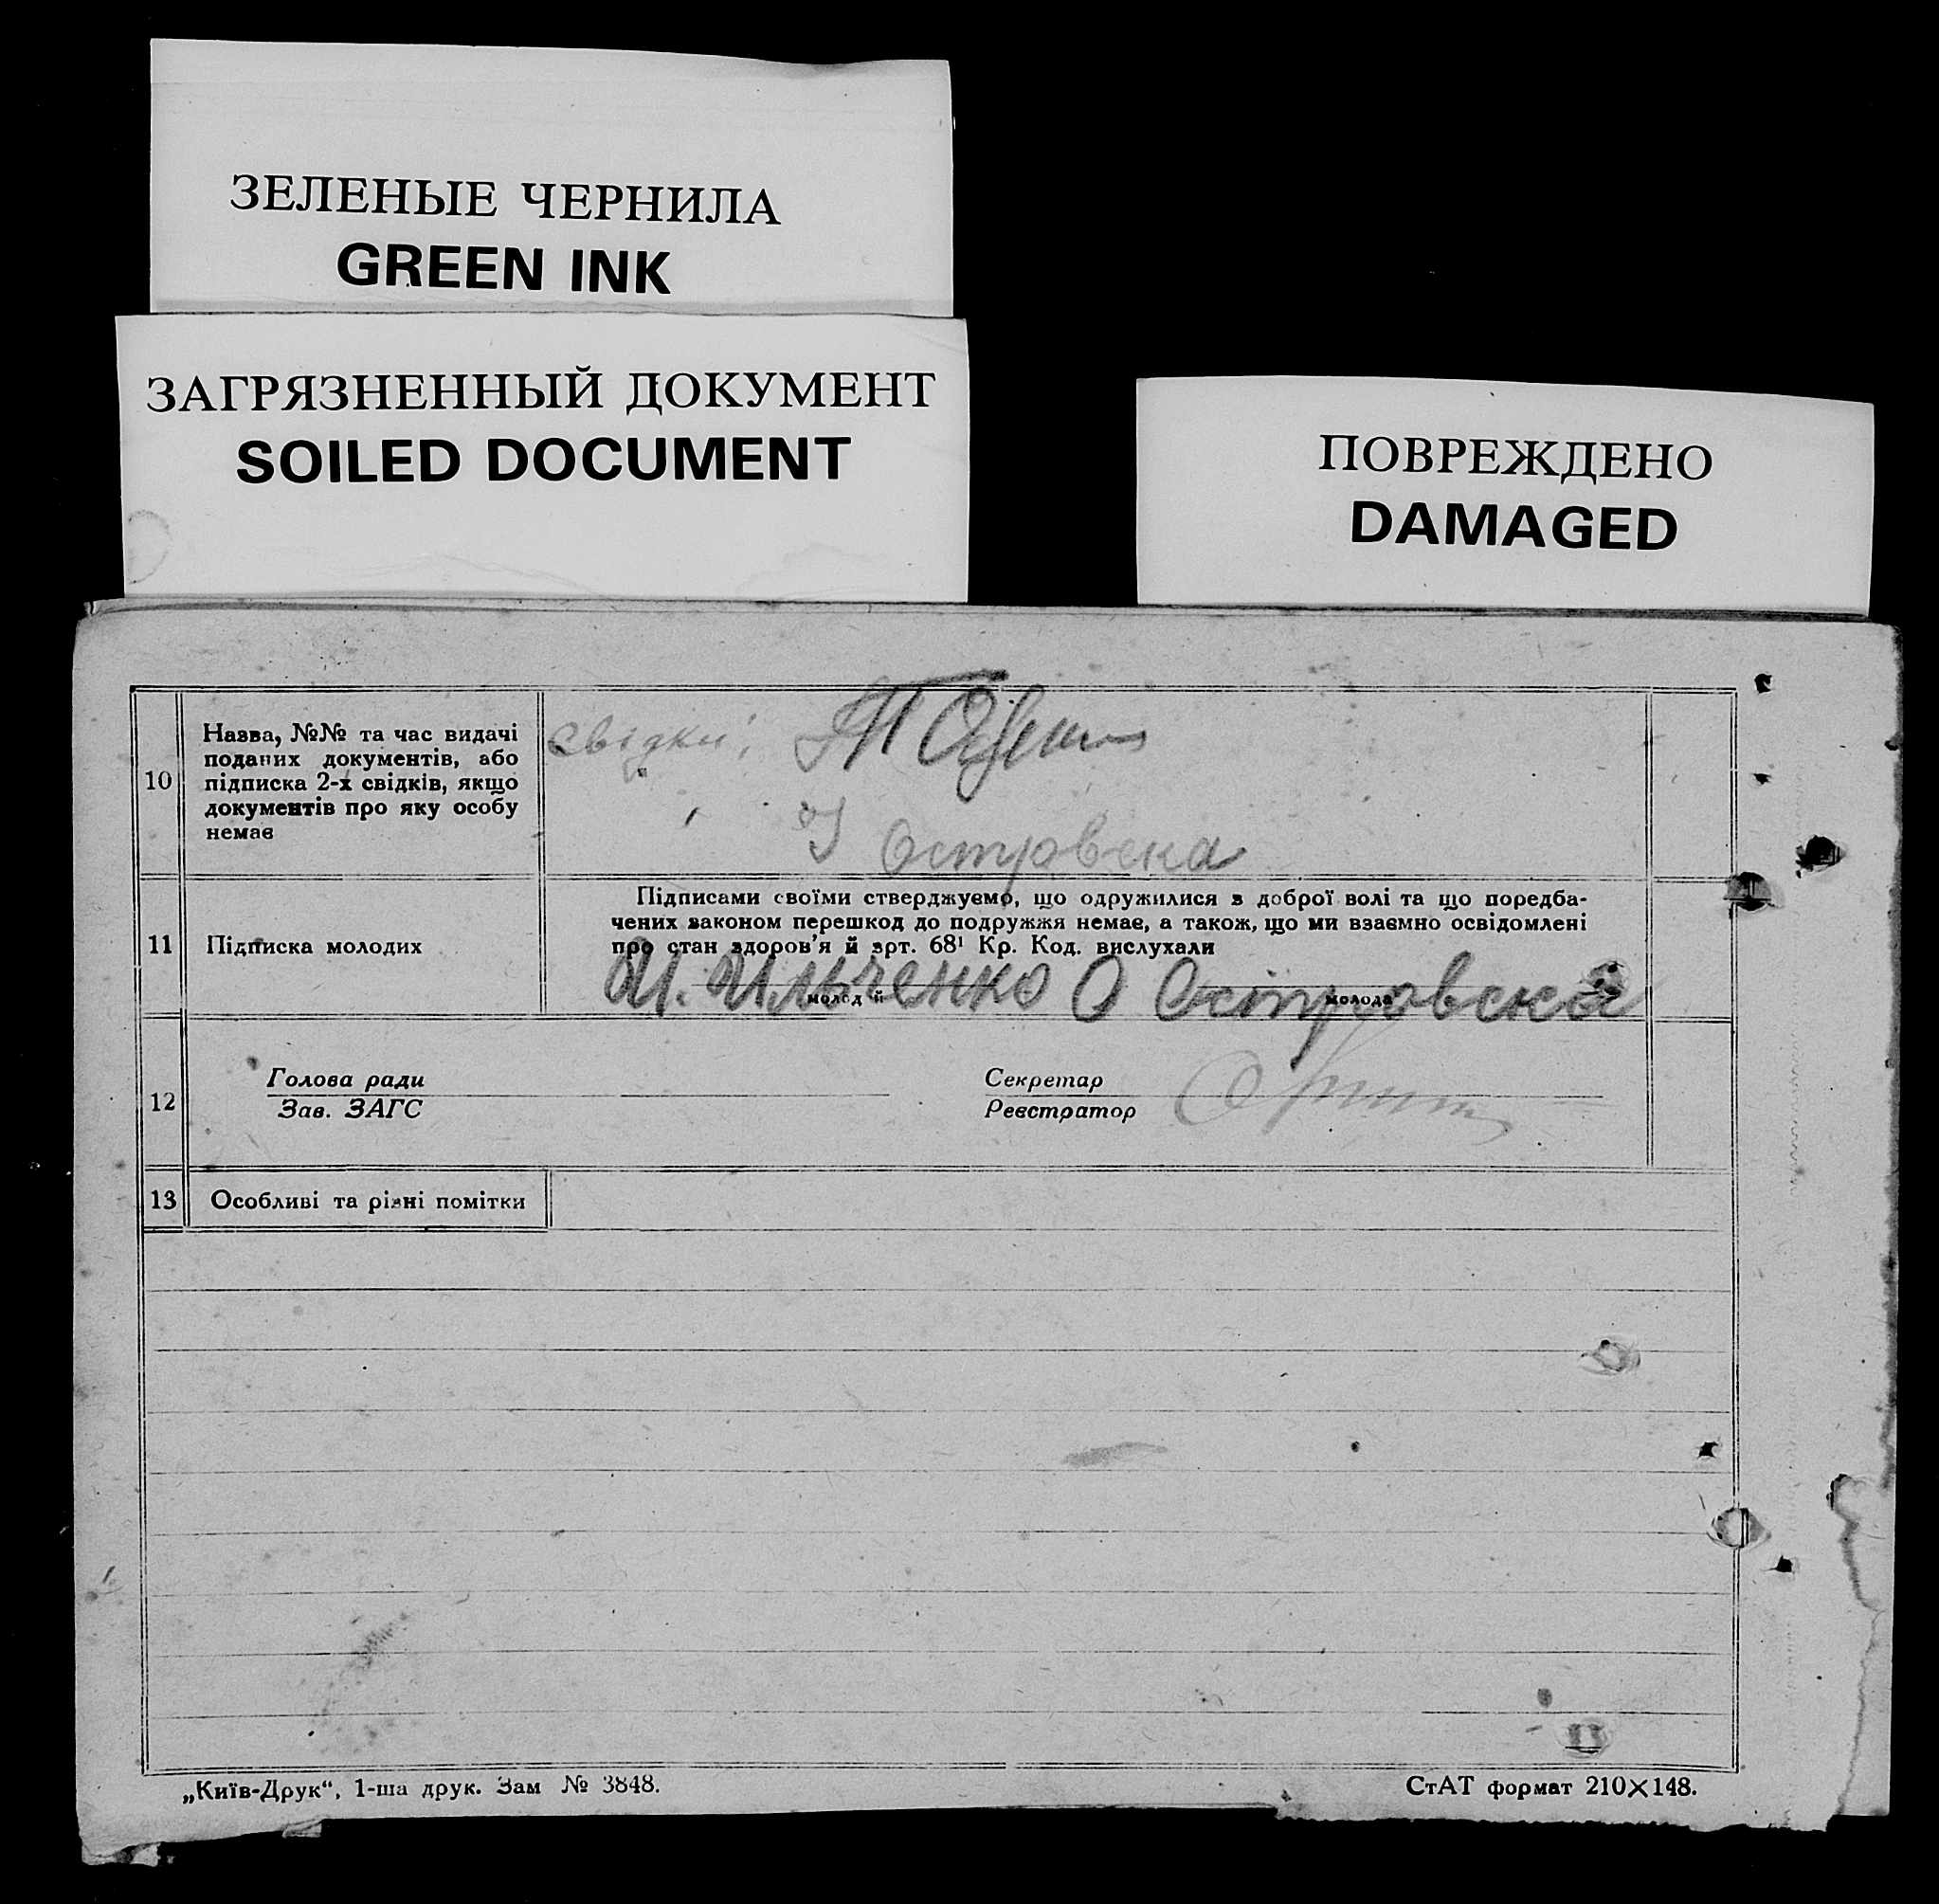 ЗЕЛЕНЫЕ ЧЕРНИЛА
GREEN INK
ЗАГРЯЗНЕННЫЙ ДОКУМЕНТ
SOILED DOCUMENT
ПОВРЕЖДЕНО
DAMAGED
10
Назва, №№ та час видачі
поданих документів, або
підписка 2-х свідків, якщо
документів про яку особу
немає
свідки:
Островска
11
Підписка молодих
Підписами своїми стверджуємо, що одружилися з доброї волі та що поредба-
чених законом перешкод до подружжя немає, а також, що ми взаємно освідомлені
про стан здоров'я й арт. 68¹ Кр. Код. вислухали
И. Ильченко О Островска
молодий молода
12
Голова ради
Зав. ЗАГС
Секретар
Реєстратор
13
Особливі та різні помітки
„Київ-Друк“, 1-ша друк. Зам № 3848.
СтАТ формат 210×148.